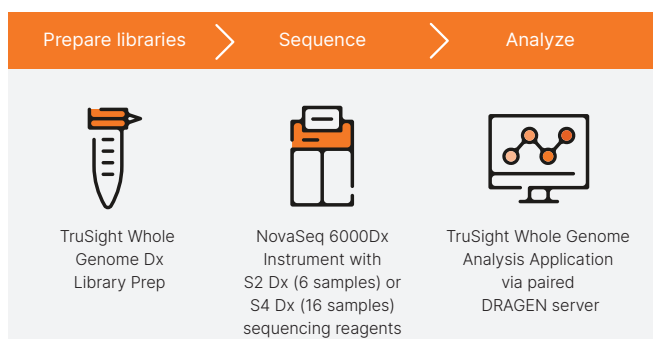 Prepare libraries
Sequence
Analyze
TruSight Whole
Genome Dx
Library Prep
NovaSeq 6000Dx
Instrument with
S2 Dx (6 samples) or
S4 Dx (16 samples)
sequencing reagents
TruSight Whole Genome
Analysis Application
via paired
DRAGEN server